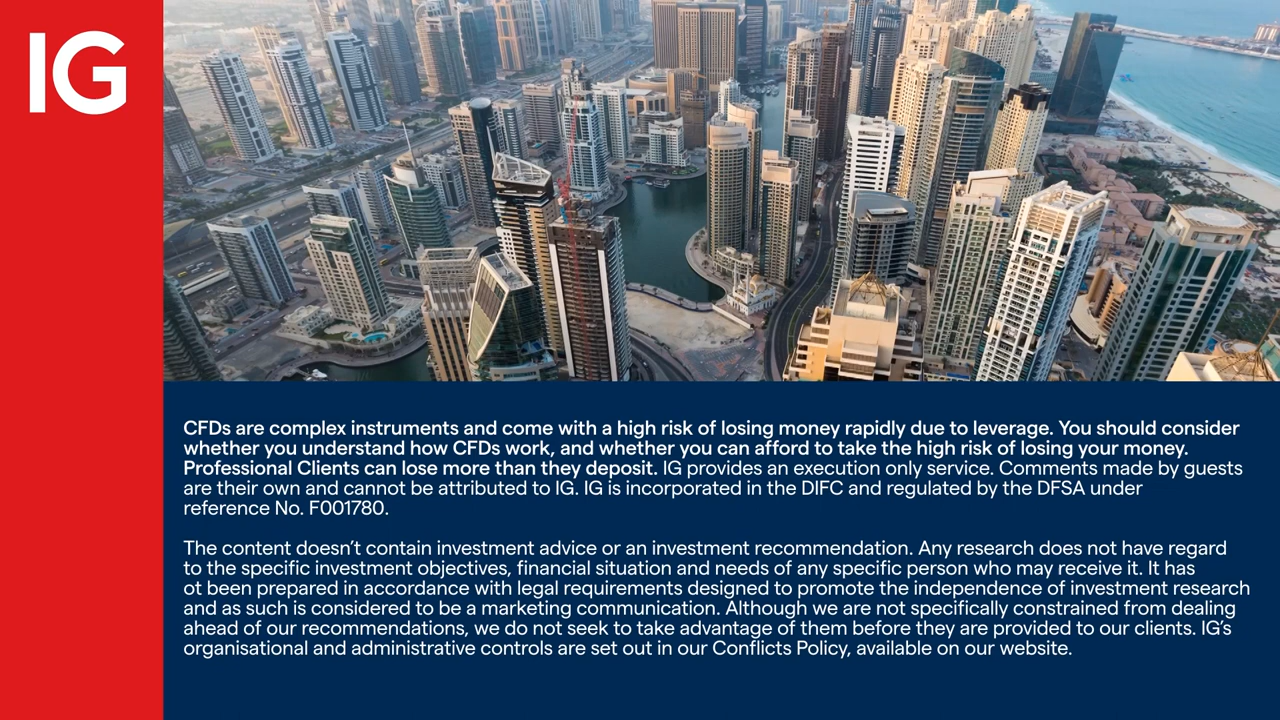 IG
CFDs are complex instruments and come with a high risk of losing money rapidly due to leverage. You should consider
whether you understand how CFDs work, and whether you can afford to take the high risk of losing your money.
Professional Clients can lose more than they deposit. IG provides an execution only service. Comments made by guests
are their own and cannot be attributed to IG. IG is incorporated in the DIFC and regulated by the DFSA under
reference No. F001780.
The content doesn’t contain investment advice or an investment recommendation. Any research does not have regard
to the specific investment objectives, financial situation and needs of any specific person who may receive it. It has
ot been prepared in accordance with legal requirements designed to promote the independence of investment research
and as such is considered to be a marketing communication. Although we are not specifically constrained from dealing
ahead of our recommendations, we do not seek to take advantage of them before they are provided to our clients. IG’s
organisational and administrative controls are set out in our Conflicts Policy, available on our website.